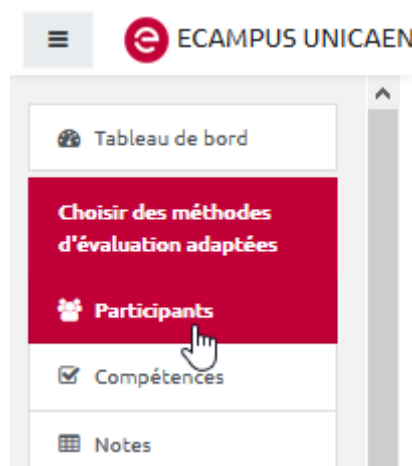 ECAMPUS UNICAEN
Tableau de bord
Choisir des méthodes
d'évaluation adaptées
Participants
Compétences
Notes